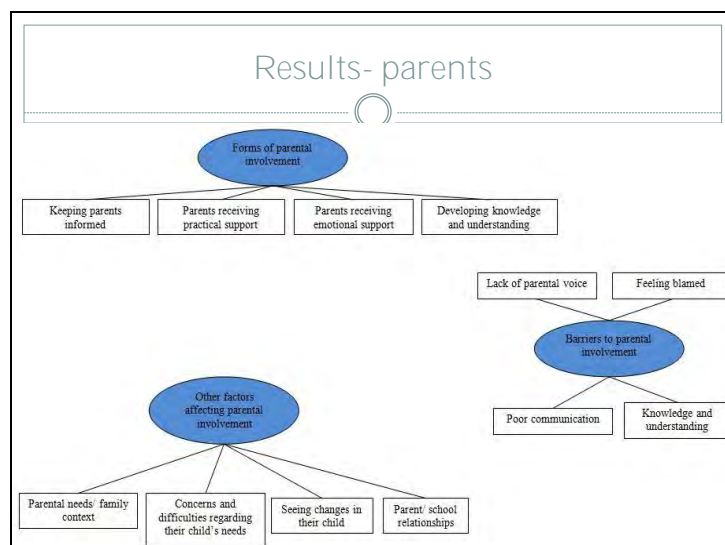 Results- parents
Forms of parental
involvement
Keeping parents
informed
Parents receiving
practical support
Parents receiving
emotional support
Developing knowledge
and understanding
Lack of parental voice
Feeling blamed
Barriers to parental
involvement
Poor communication
Knowledge and
understanding
Other factors
affecting parental
involvement
Parental needs/ family
context
Concerns and
difficulties regarding
their child's needs
Seeing changes in
their child
Parent/ school
relationships